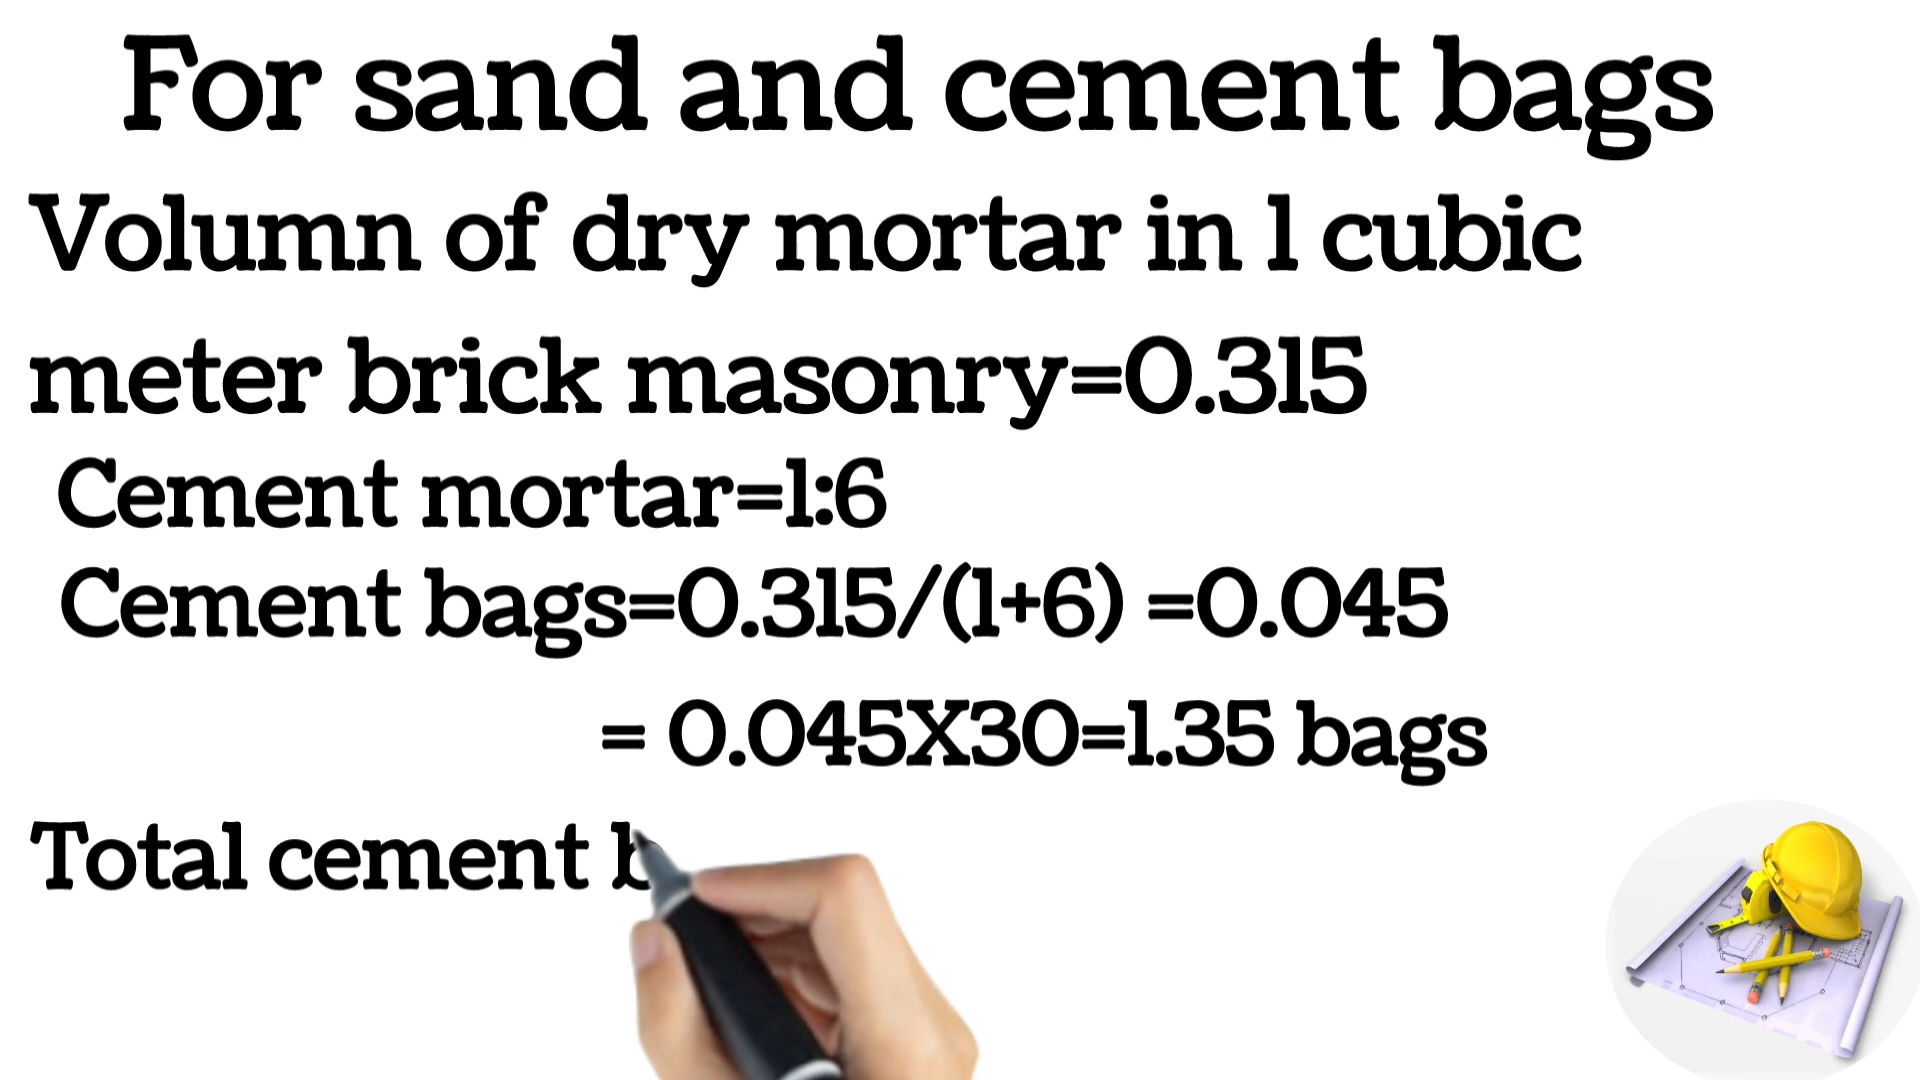 For sand and cement bags
Volumn of dry mortar in 1 cubic
meter brick masonry=0.315
Cement mortar=1:6
Cement bags=0.315/(1+6) =0.045
= 0.045X30=1.35 bags
Total cement b